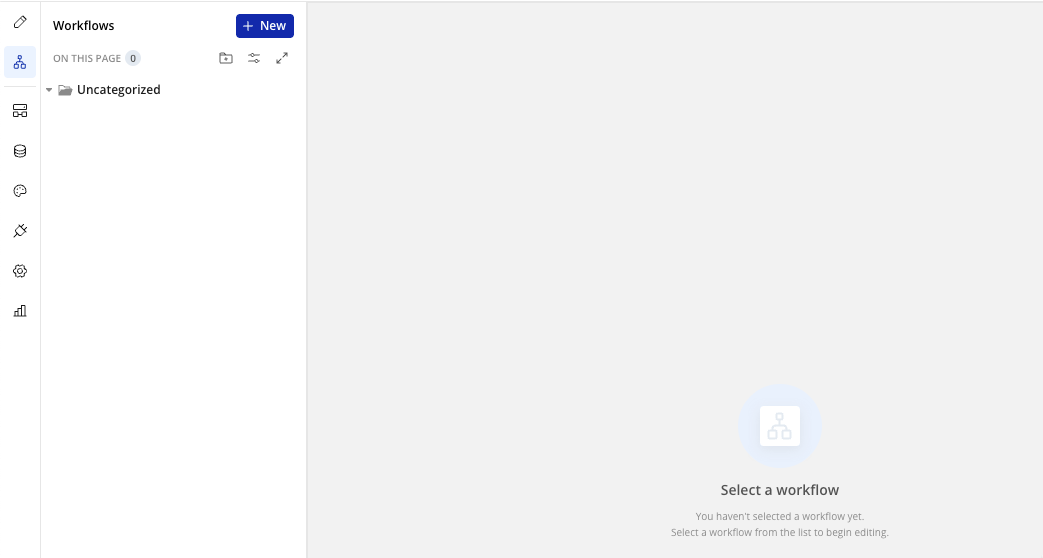 Workflows
New
ON THIS PAGE 0
Uncategorized
Select a workflow
You haven't selected a workflow yet.
Select a workflow from the list to begin editing.